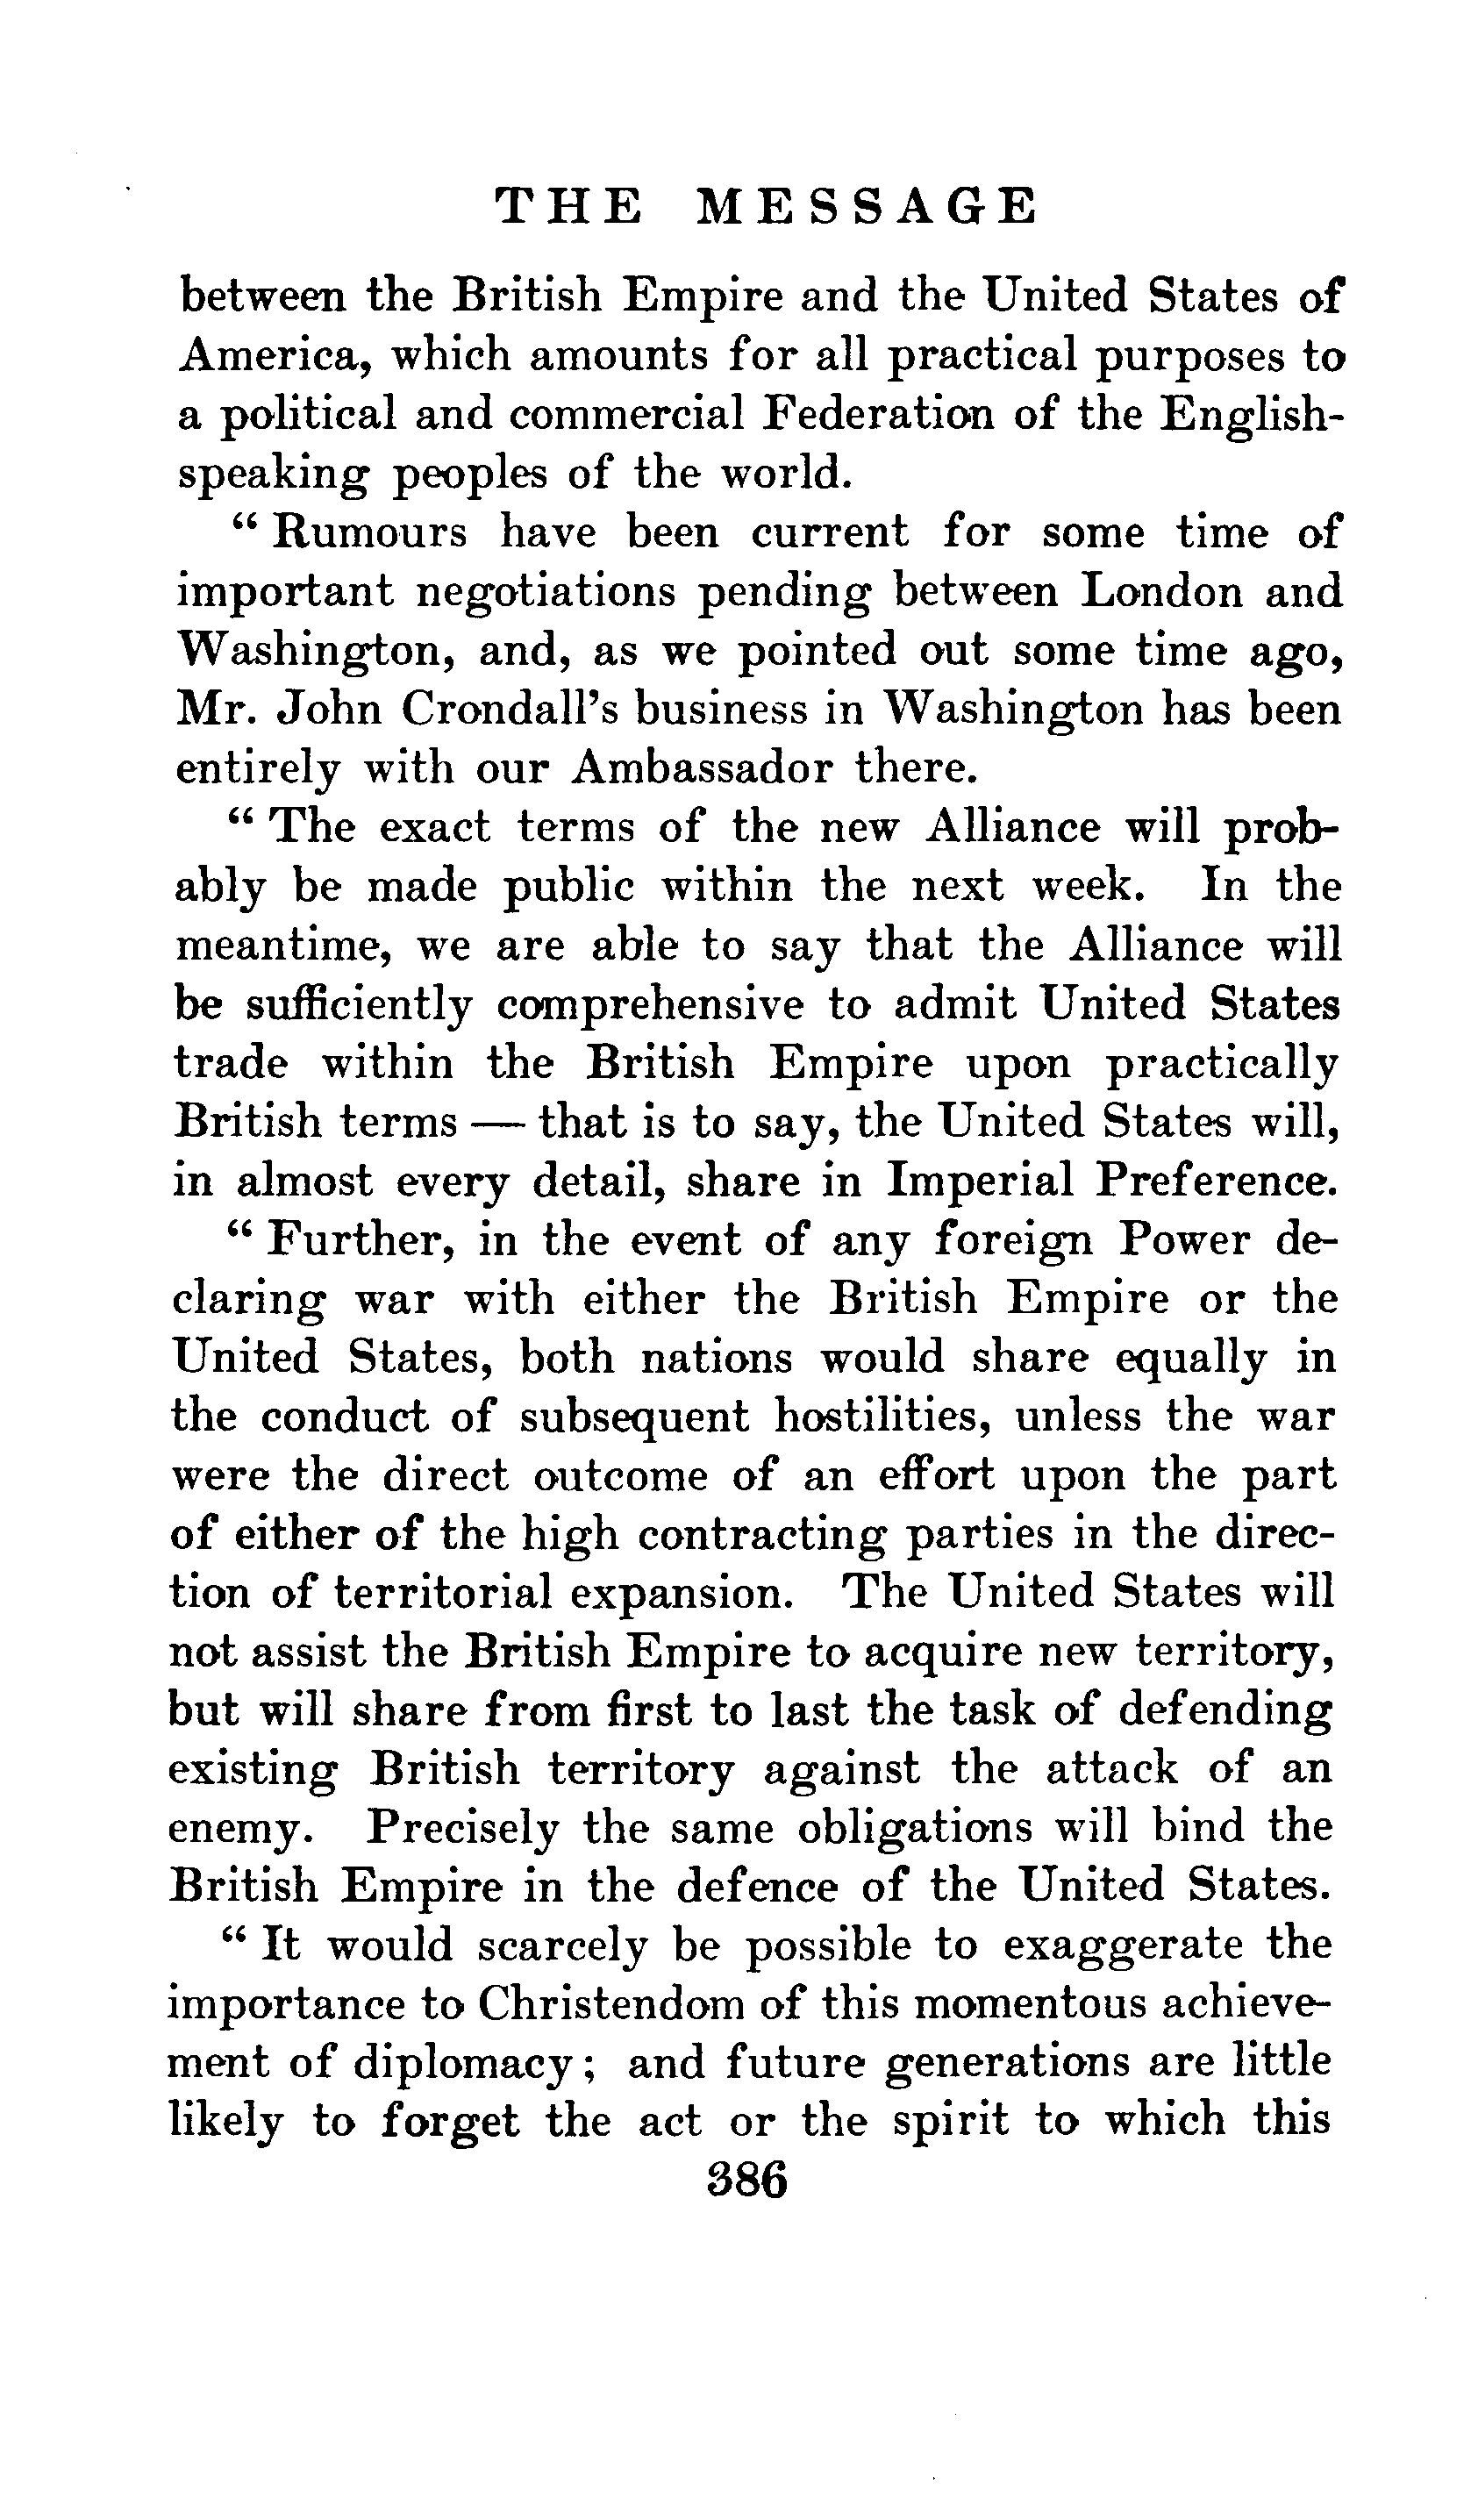 THE MESSAGE
between the British Empire and the United States of
America, which amounts for all practical purposes to
a political and commercial Federation of the English-
speaking peoples of the world.
“ Rumours have been current for some time of
important negotiations pending between London and
Washington, and, as we pointed out some time ago,
Mr. John Crondall’s business in Washington has been
entirely with our Ambassador there.
“ The exact terms of the new Alliance will prob-
ably be made public within the next week. In the
meantime, we are able to say that the Alliance will
be sufficiently comprehensive to admit United States
trade within the British Empire upon practically
British terms — that is to say, the United States will,
in almost every detail, share in Imperial Preference.
“ Further, in the event of any foreign Power de-
claring war with either the British Empire or the
United States, both nations would share equally in
the conduct of subsequent hostilities, unless the war
were the direct outcome of an effort upon the part
of either of the high contracting parties in the direc-
tion of territorial expansion. The United States will
not assist the British Empire to acquire new territory,
but will share from first to last the task of defending
existing British territory against the attack of an
enemy. Precisely the same obligations will bind the
British Empire in the defence of the United States.
“ It would scarcely be possible to exaggerate the
importance to Christendom of this momentous achieve-
ment of diplomacy; and future generations are little
likely to forget the act or the spirit to which this
386